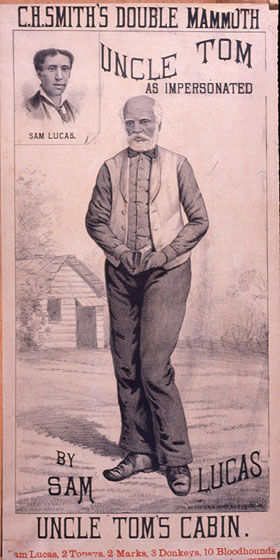 C.H. SMITH'S DOUBLE MAMMOTH
UNCLE TOM
AS IMPERSONATED
SAM LUCAS.
BY
SAM LUCAS
UNCLE TOM'S CABIN.
am Lucas, 2 Topsys, 2 Marks, 3 Donkeys, 10 Bloodhounds